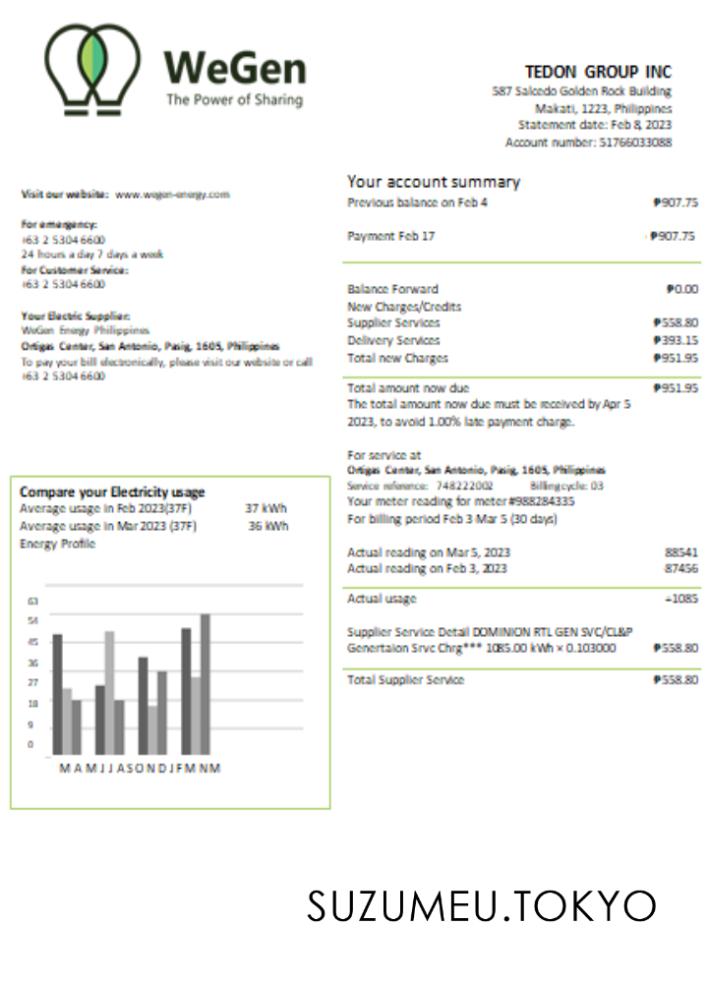 WeGen
The Power of Sharing
TEDON GROUP INC
587 Salcedo Golden Rock Building
Makati, 1223, Philippines
Statement date: Feb 8, 2023
Account number: 51766033088
Visit our website: www.wegen-energy.com
For emergency:
+63 2 5304 6600
24 hours a day 7 days a week
For Customer Service:
+63 2 5304 6600
Your Electric Supplier:
WeGen Energy Philippines
Ortigas Center, San Antonio, Pasig, 1605, Philippines
To pay your bill electronically, please visit our website or call
+63 2 5304 6600
Your account summary
Previous balance on Feb 4 ₱907.75
Payment Feb 17 -₱907.75
Balance Forward ₱0.00
New Charges/Credits
Supplier Services ₱558.80
Delivery Services ₱393.15
Total new Charges ₱951.95
Total amount now due ₱951.95
The total amount now due must be received by Apr 5
2023, to avoid 1.00% late payment charge.
For service at
Ortigas Center, San Antonio, Pasig, 1605, Philippines
Service reference: 748222002 Billing cycle: 03
Your meter reading for meter #988284335
For billing period Feb 3 Mar 5 (30 days)
Actual reading on Mar 5, 2023 88541
Actual reading on Feb 3, 2023 87456
Actual usage =1085
Supplier Service Detail DOMINION RTL GEN SVC/CL&P
Genertaion Srvc Chrg*** 1085.00 kWh × 0.103000 ₱558.80
Total Supplier Service ₱558.80
Compare your Electricity usage
Average usage in Feb 2023(37F) 37 kWh
Average usage in Mar 2023 (37F) 36 kWh
Energy Profile
63
54
45
36
27
18
9
0
M A M J J A S O N D J F M N M
SUZUMEU.TOKYO